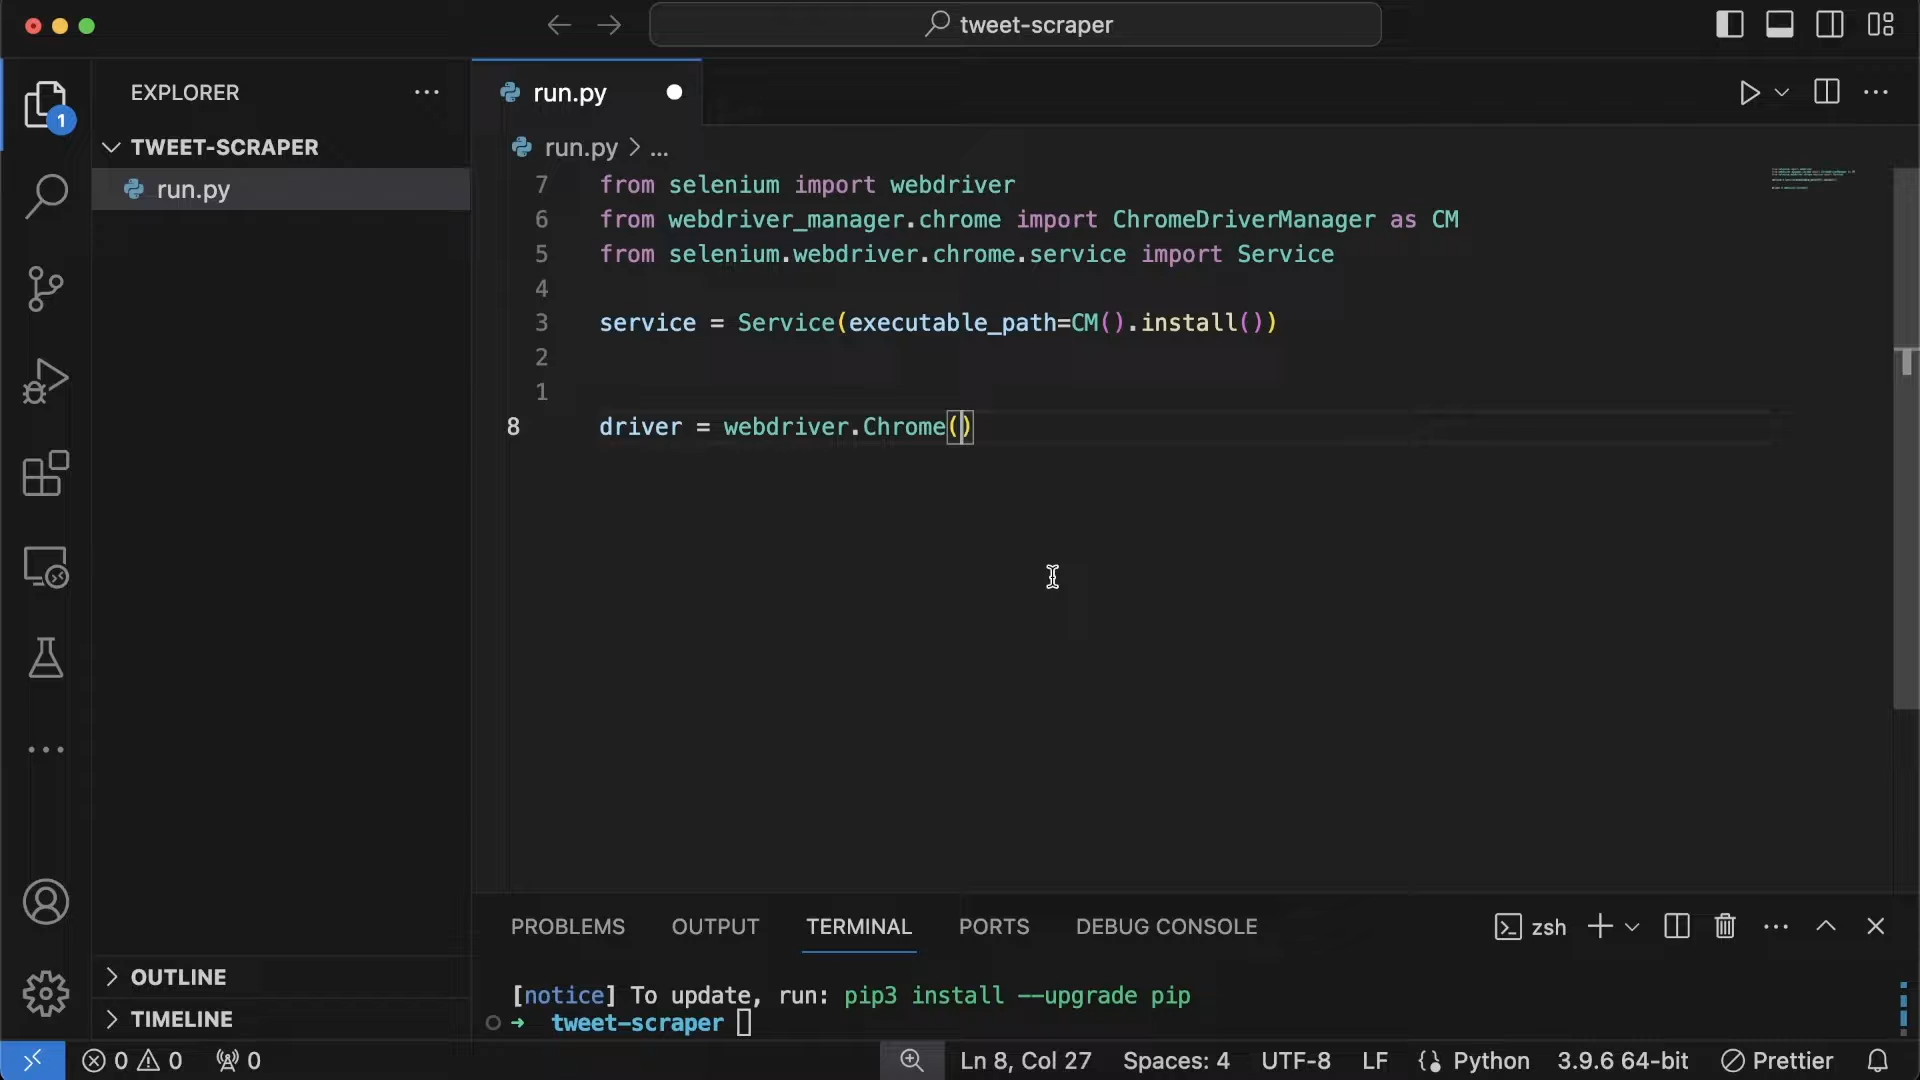 tweet-scraper
EXPLORER
1
TWEET-SCRAPER
run.py
run.py
run.py > ...
7 from selenium import webdriver
6 from webdriver_manager.chrome import ChromeDriverManager as CM
5 from selenium.webdriver.chrome.service import Service
4
3 service = Service(executable_path=CM().install())
2
1
8 driver = webdriver.Chrome()
PROBLEMS OUTPUT TERMINAL PORTS DEBUG CONSOLE zsh
[notice] To update, run: pip3 install --upgrade pip
→ tweet-scraper
OUTLINE
TIMELINE
0 0 0 Ln 8, Col 27 Spaces: 4 UTF-8 LF Python 3.9.6 64-bit Prettier